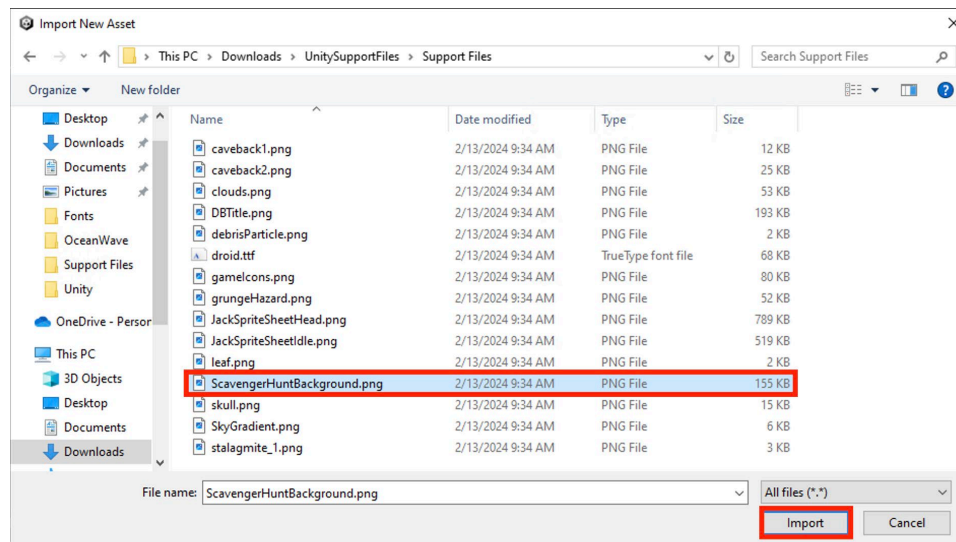 Import New Asset
This PC > Downloads > UnitySupportFiles > Support Files
Search Support Files
Organize
New folder
Name
Date modified
Type
Size
Desktop
Downloads
Documents
Pictures
Fonts
OceanWave
Support Files
Unity
OneDrive - Person
This PC
3D Objects
Desktop
Documents
Downloads
caveback1.png 2/13/2024 9:34 AM PNG File 12 KB
caveback2.png 2/13/2024 9:34 AM PNG File 25 KB
clouds.png 2/13/2024 9:34 AM PNG File 53 KB
DBTitle.png 2/13/2024 9:34 AM PNG File 193 KB
debrisParticle.png 2/13/2024 9:34 AM PNG File 2 KB
droid.ttf 2/13/2024 9:34 AM TrueType font file 68 KB
gameIcons.png 2/13/2024 9:34 AM PNG File 80 KB
grungeHazard.png 2/13/2024 9:34 AM PNG File 52 KB
JackSpriteSheetHead.png 2/13/2024 9:34 AM PNG File 789 KB
JackSpriteSheetIdle.png 2/13/2024 9:34 AM PNG File 519 KB
leaf.png 2/13/2024 9:34 AM PNG File 2 KB
ScavengerHuntBackground.png 2/13/2024 9:34 AM PNG File 155 KB
skull.png 2/13/2024 9:34 AM PNG File 15 KB
SkyGradient.png 2/13/2024 9:34 AM PNG File 6 KB
stalagmite_1.png 2/13/2024 9:34 AM PNG File 3 KB
File name: ScavengerHuntBackground.png
All files (*.*)
Import
Cancel